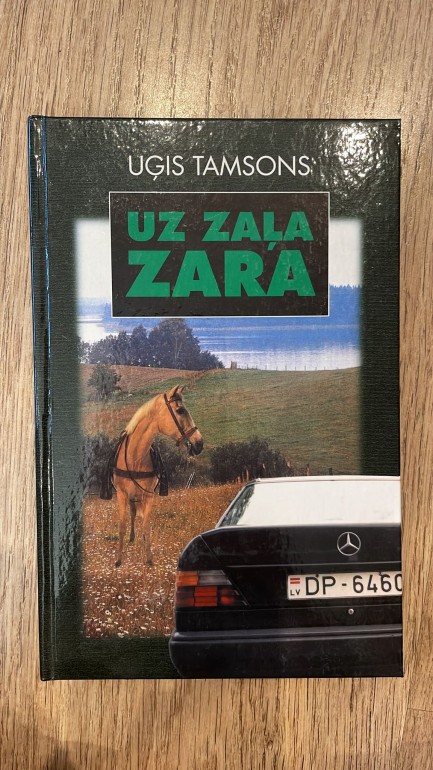 UĢIS TAMSONS
UZ ZAĻA
ZARA
LV DP-6460